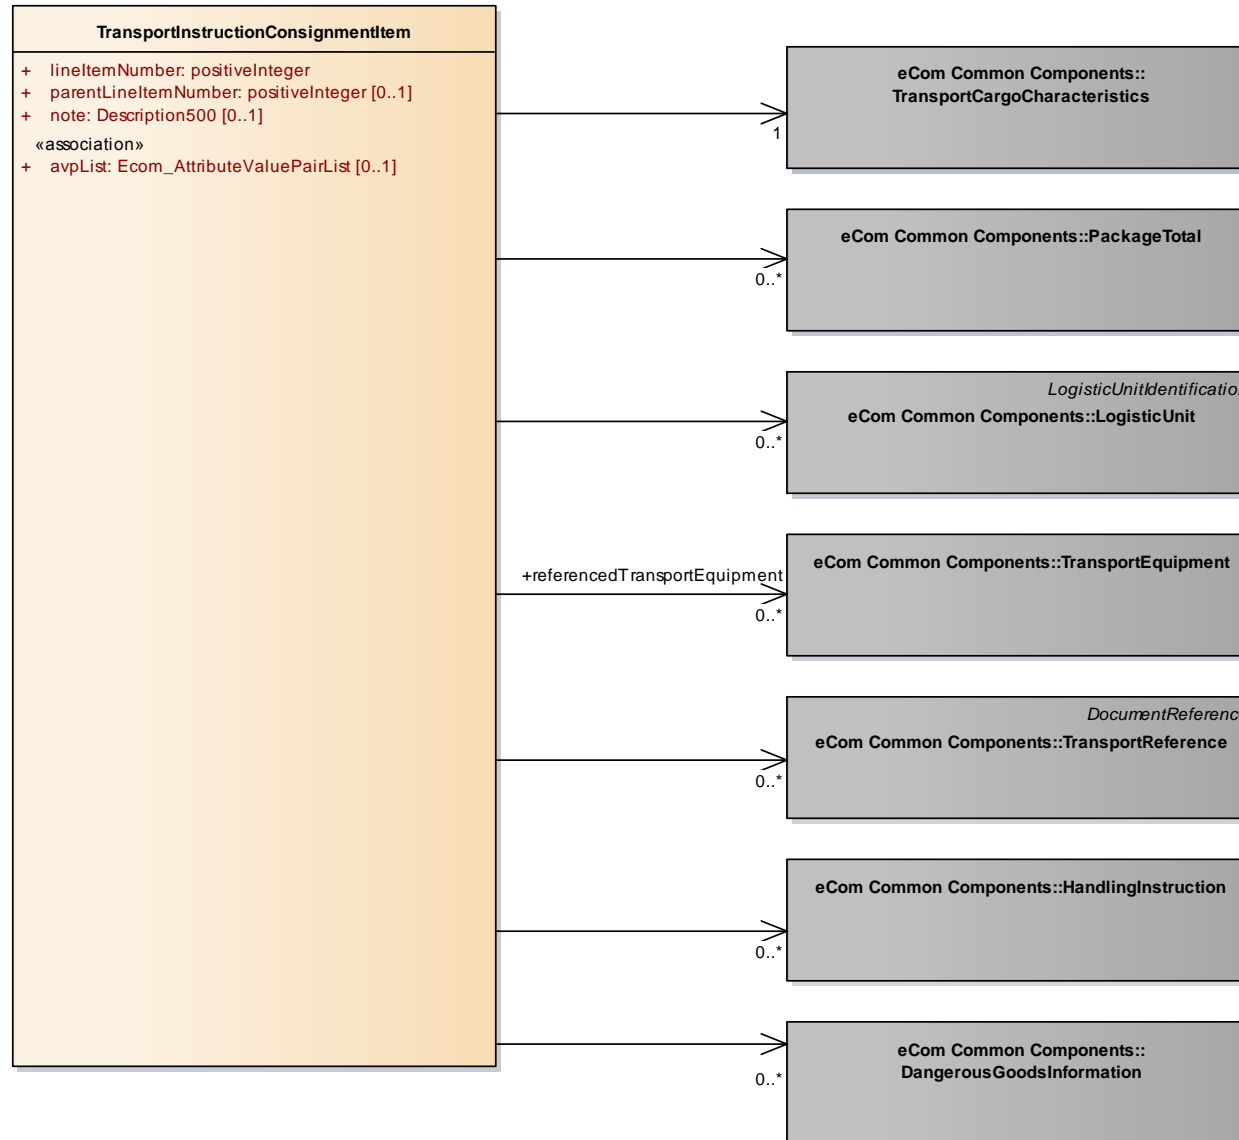 TransportInstructionConsignmentItem
+ lineItemNumber: positiveInteger
+ parentLineItemNumber: positiveInteger [0..1]
+ note: Description500 [0..1]
«association»
+ avpList: Ecom_AttributeValuePairList [0..1]
eCom Common Components::
TransportCargoCharacteristics
1
eCom Common Components::PackageTotal
0..*
LogisticUnitIdentification
eCom Common Components::LogisticUnit
0..*
+referencedTransportEquipment
eCom Common Components::TransportEquipment
0..*
DocumentReference
eCom Common Components::TransportReference
0..*
eCom Common Components::HandlingInstruction
0..*
eCom Common Components::
DangerousGoodsInformation
0..*